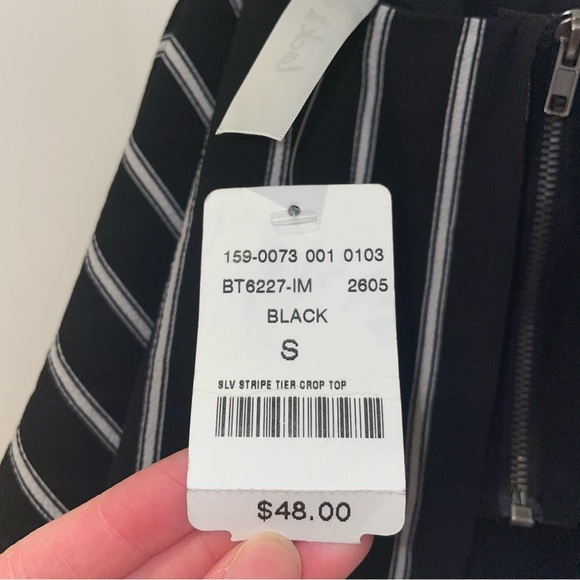 159-0073 001 0103
BT6227-IM 2605
BLACK
S
SLV STRIPE TIER CROP TOP
$48.00